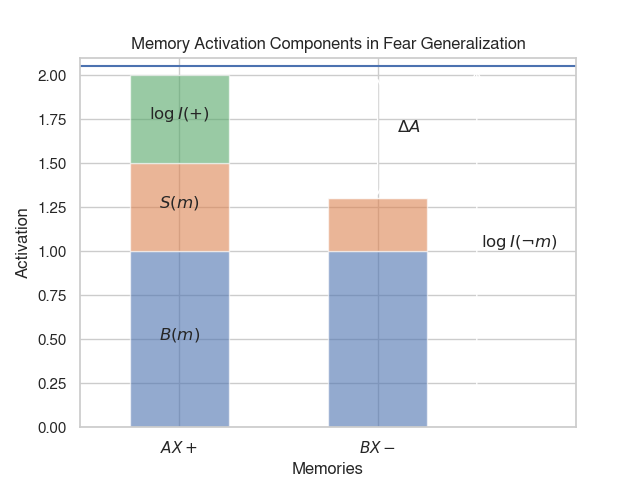 Memory Activation Components in Fear Generalization
2.00
1.75
1.50
1.25
1.00
0.75
0.50
0.25
0.00
Activation
log I(+)
S(m)
B(m)
ΔA
log I(¬m)
AX+
BX−
Memories